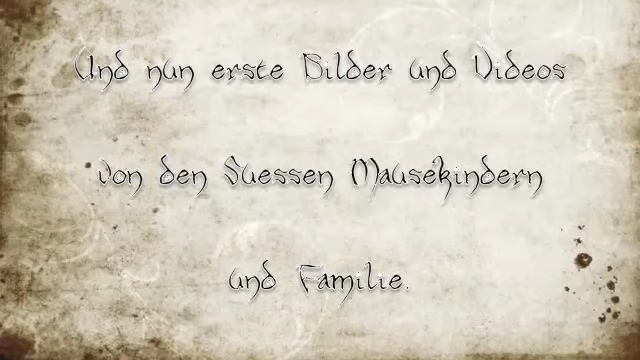 Und nun erste Bilder und Videos
von den Suessen Mausekindern
und Familie.